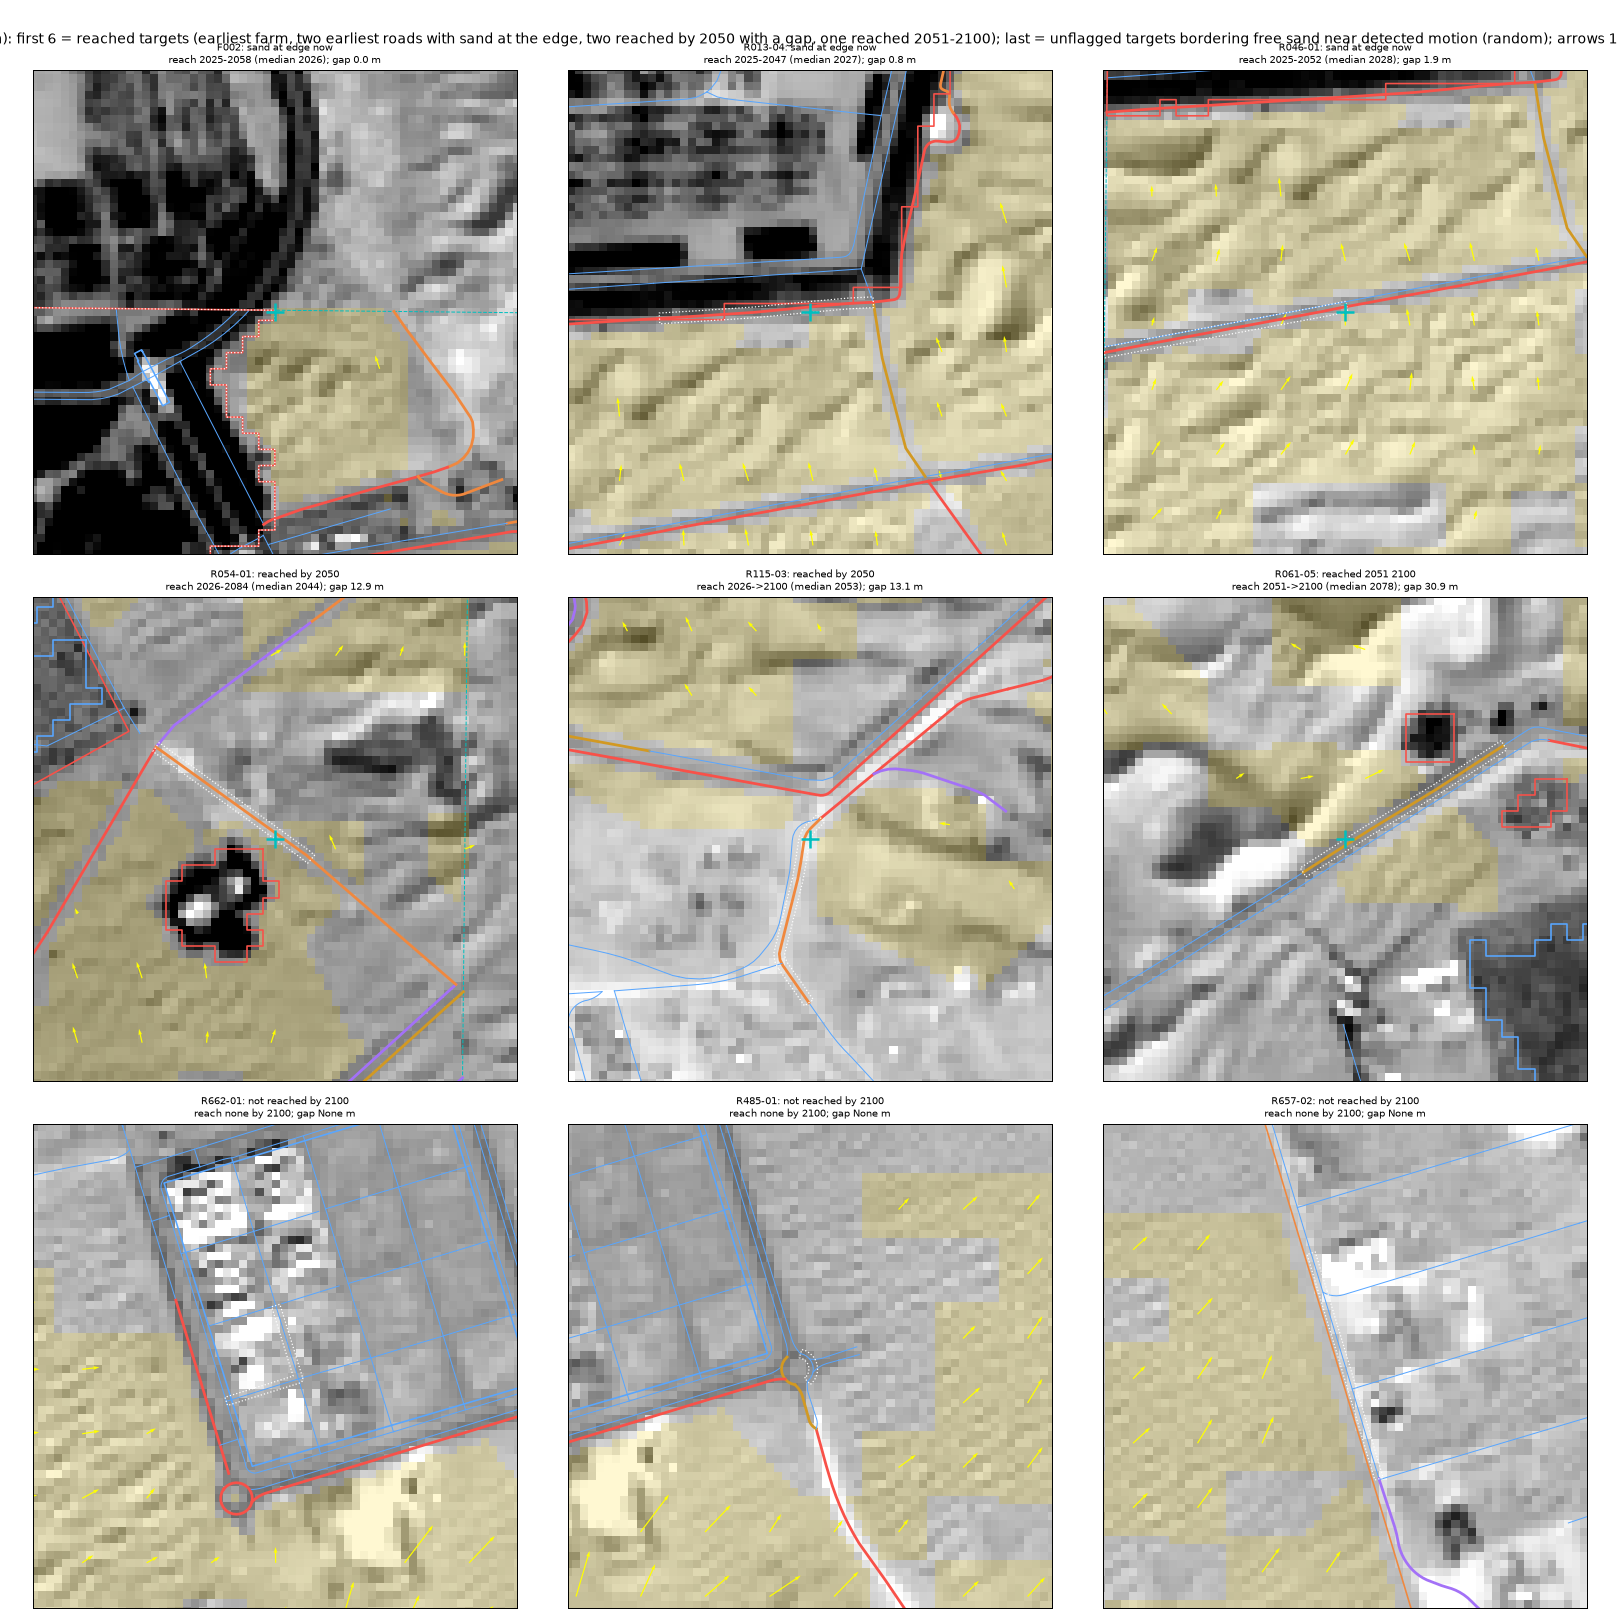 ): first 6 = reached targets (earliest farm, two earliest roads with sand at the edge, two reached by 2050 with a gap, one reached 2051-2100); last = unflagged targets bordering free sand near detected motion (random); arrows 1
F002: sand at edge now
reach 2025-2058 (median 2026); gap 0.0 m
R013-04: sand at edge now
reach 2025-2047 (median 2027); gap 0.8 m
R046-01: sand at edge now
reach 2025-2052 (median 2028); gap 1.9 m
R054-01: reached by 2050
reach 2026-2084 (median 2044); gap 12.9 m
R115-03: reached by 2050
reach 2026->2100 (median 2053); gap 13.1 m
R061-05: reached 2051 2100
reach 2051->2100 (median 2078); gap 30.9 m
R662-01: not reached by 2100
reach none by 2100; gap None m
R485-01: not reached by 2100
reach none by 2100; gap None m
R657-02: not reached by 2100
reach none by 2100; gap None m